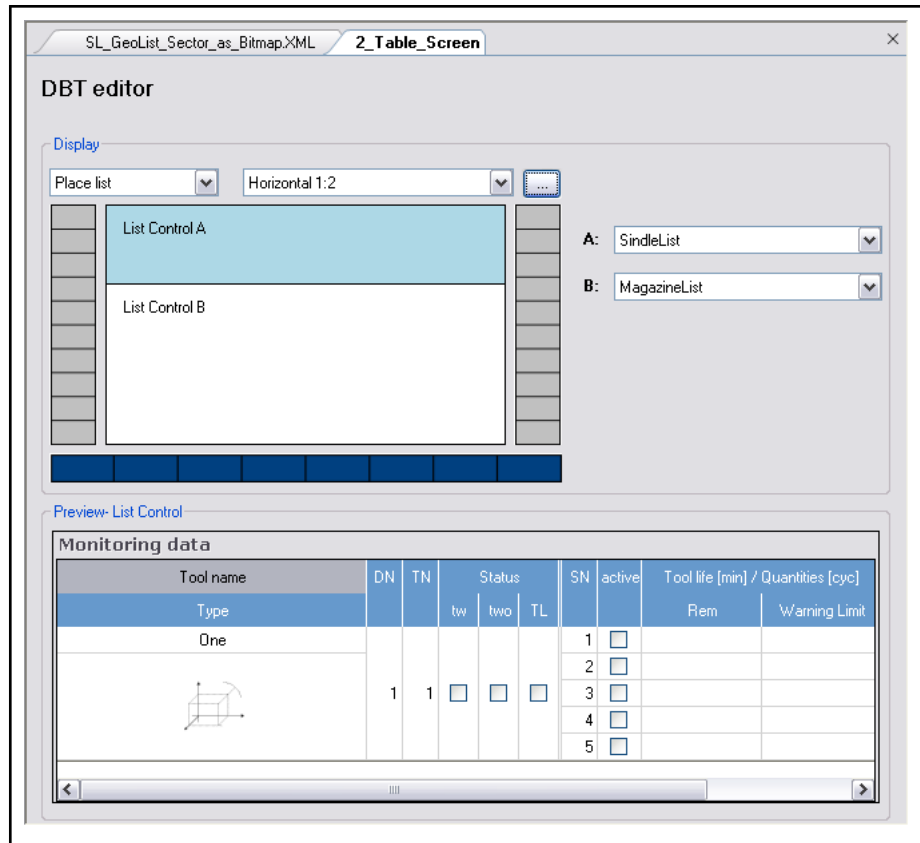 SL_GeoList_Sector_as_Bitmap.XML 2_Table_Screen
DBT editor
Display
Place list Horizontal 1:2 ...
List Control A
A: SindleList
B: MagazineList
List Control B
Preview- List Control
Monitoring data
Tool name DN TN Status SN active Tool life [min] / Quantities [cyc]
Type tw two TL Rem Warning Limit
One 1
2
1 1 3
4
5